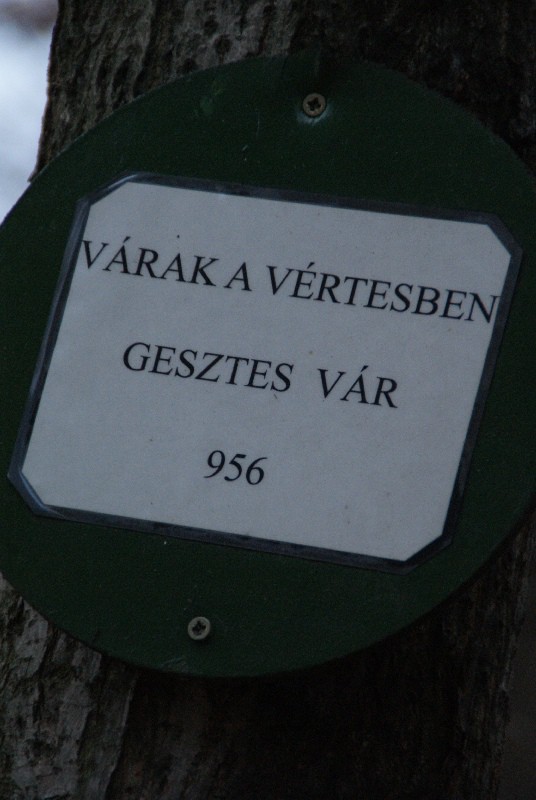 VÁRAK A VÉRTESBEN
GESZTES VÁR
956